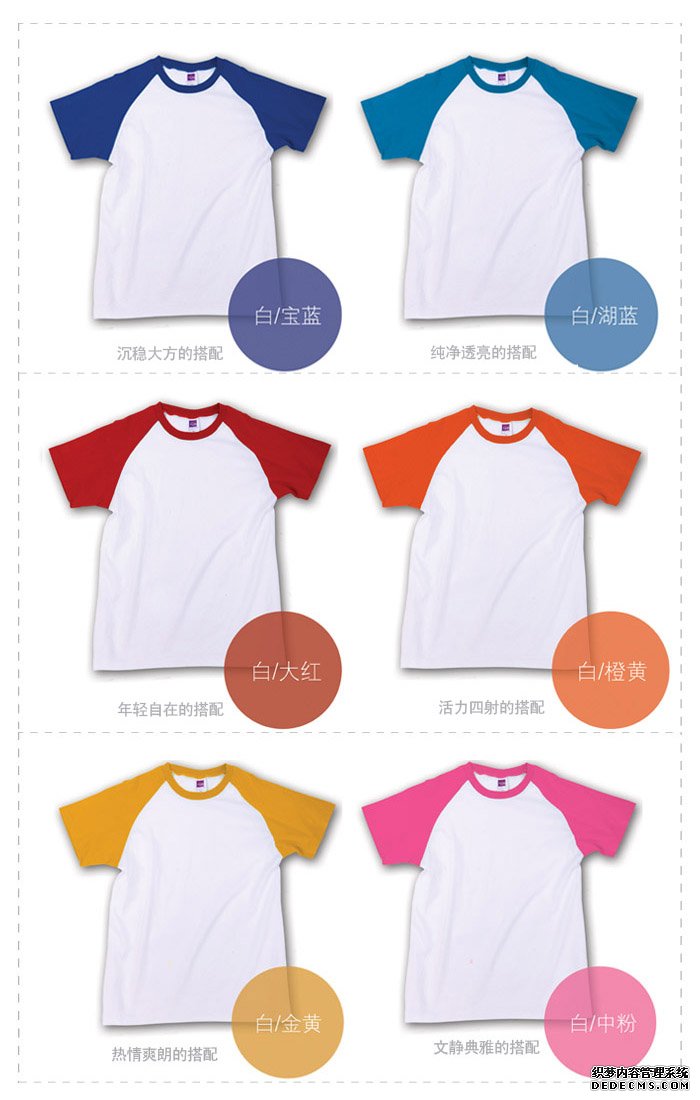 白/宝蓝
沉稳大方的搭配
白/湖蓝
纯净透亮的搭配
白/大红
年轻自在的搭配
白/橙黄
活力四射的搭配
白/金黄
热情爽朗的搭配
白/中粉
文静典雅的搭配
织梦内容管理系统
DEDECMS.COM